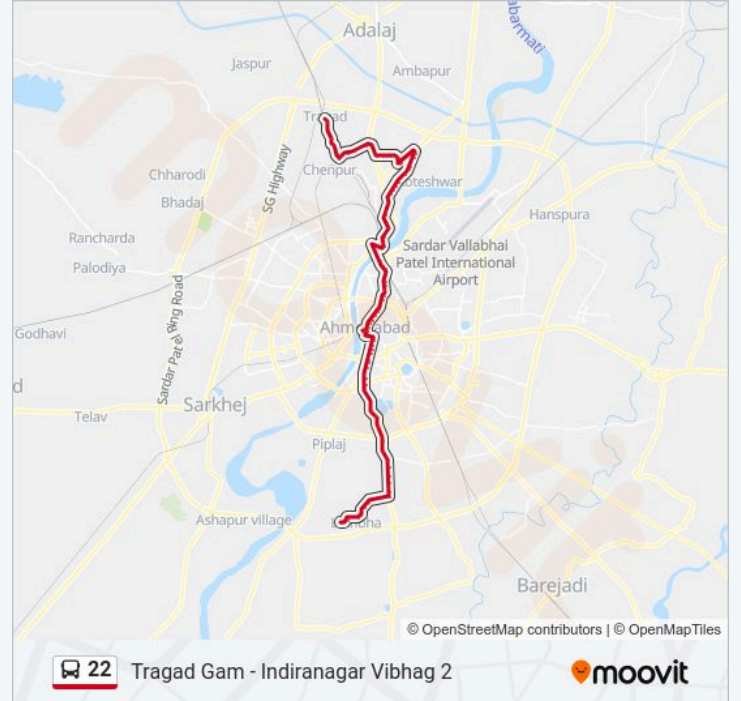 Adalaj
Sabarmati
Jaspur
Ambapur
Tragad
Chenpur
Koteshwar
Chharodi
SG Highway
Bhadaj
Hanspura
Rancharda
Sardar Vallabhai
Patel International
Airport
Palodiya
Sardar Patel Ring Road
Godhavi
Ahmedabad
Sarkhej
Telav
Piplaj
Ashapur village
Lambha
Barejadi
© OpenStreetMap contributors | © OpenMapTiles
22 Tragad Gam - Indiranagar Vibhag 2
moovit